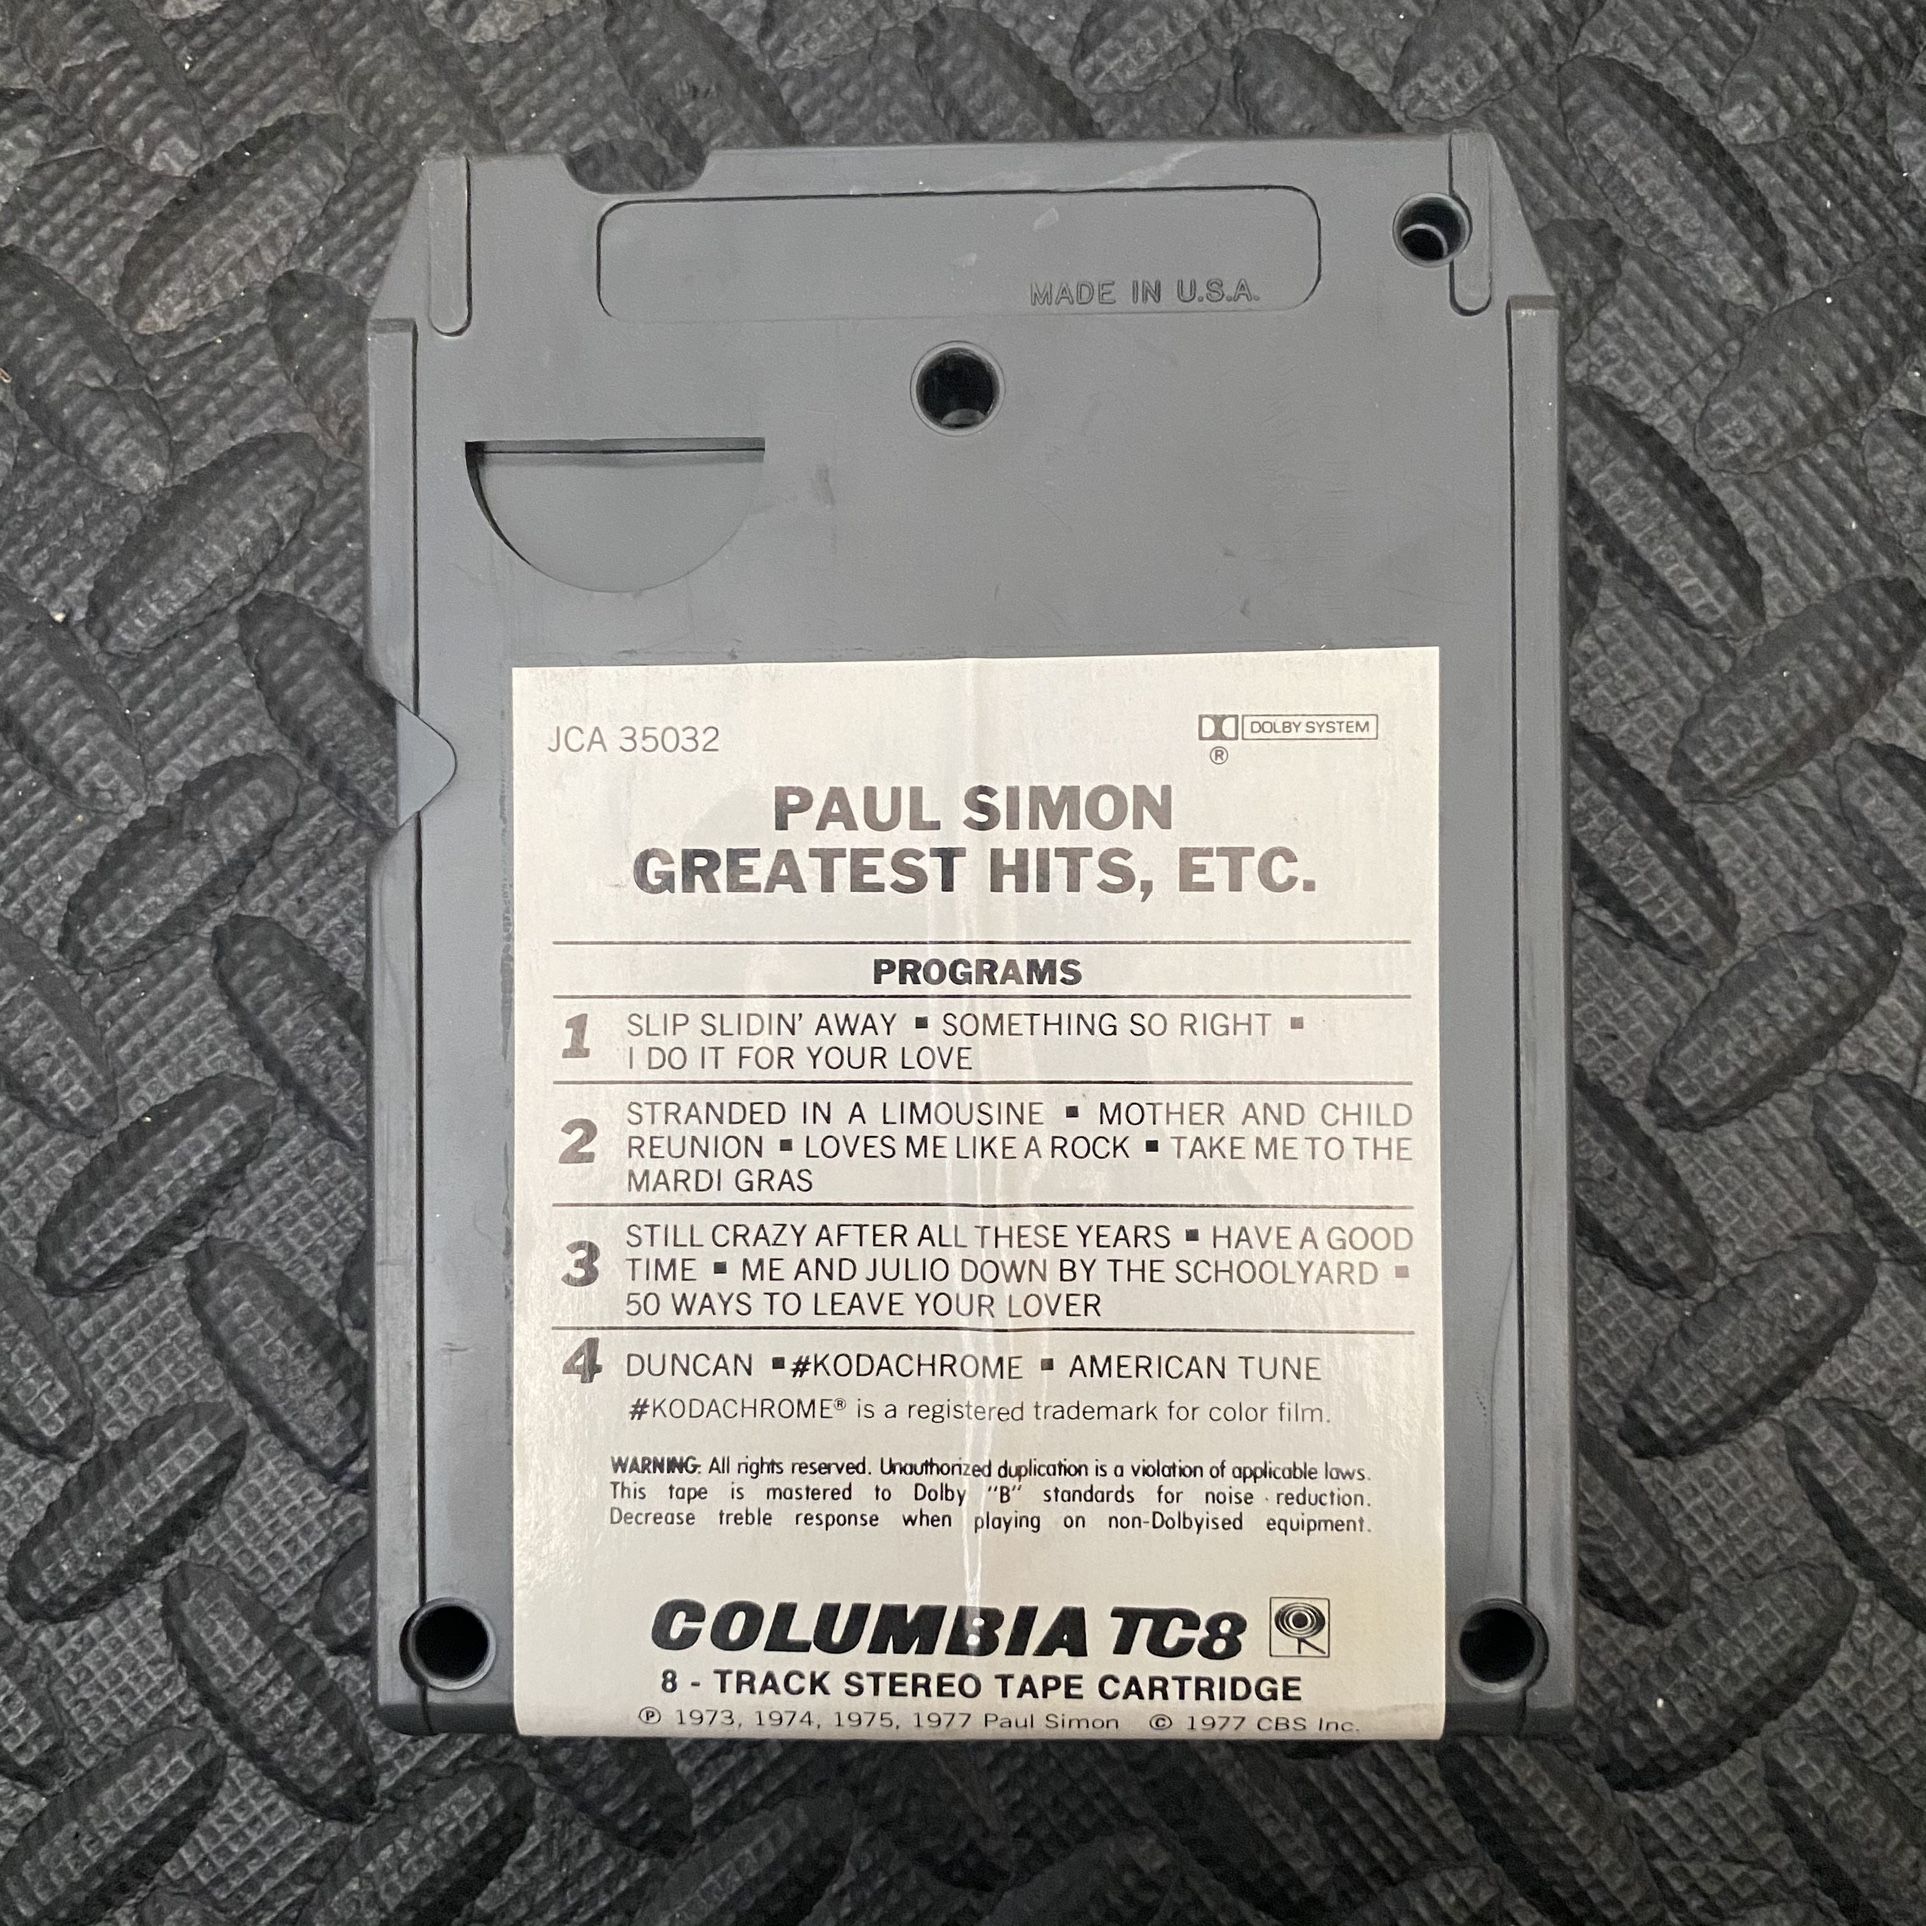 MADE IN U.S.A.
JCA 35032
DOLBY SYSTEM
®
PAUL SIMON
GREATEST HITS, ETC.
PROGRAMS
1 SLIP SLIDIN' AWAY ▪ SOMETHING SO RIGHT ▪
I DO IT FOR YOUR LOVE
2 STRANDED IN A LIMOUSINE ▪ MOTHER AND CHILD
REUNION ▪ LOVES ME LIKE A ROCK ▪ TAKE ME TO THE
MARDI GRAS
3 STILL CRAZY AFTER ALL THESE YEARS ▪ HAVE A GOOD
TIME ▪ ME AND JULIO DOWN BY THE SCHOOLYARD ▪
50 WAYS TO LEAVE YOUR LOVER
4 DUNCAN ▪ #KODACHROME ▪ AMERICAN TUNE
#KODACHROME® is a registered trademark for color film.
WARNING: All rights reserved. Unauthorized duplication is a violation of applicable laws.
This tape is mastered to Dolby "B" standards for noise reduction.
Decrease treble response when playing on non-Dolbyised equipment.
COLUMBIA TC8
8 - TRACK STEREO TAPE CARTRIDGE
℗ 1973, 1974, 1975, 1977 Paul Simon © 1977 CBS Inc.